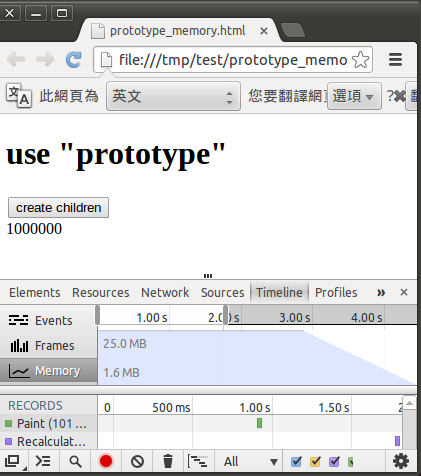 prototype_memory.html
file:///tmp/test/prototype_memo
此網頁為 英文 您要翻譯網 選項 ?
use "prototype"
create children
1000000
Elements Resources Network Sources Timeline Profiles »
1.00 s 2.0 s 3.00 s 4.00 s
Events
Frames
Memory
25.0 MB
1.6 MB
RECORDS 0 500 ms 1.00 s 1.50 s 2
Paint (101 ...
Recalculat...
All